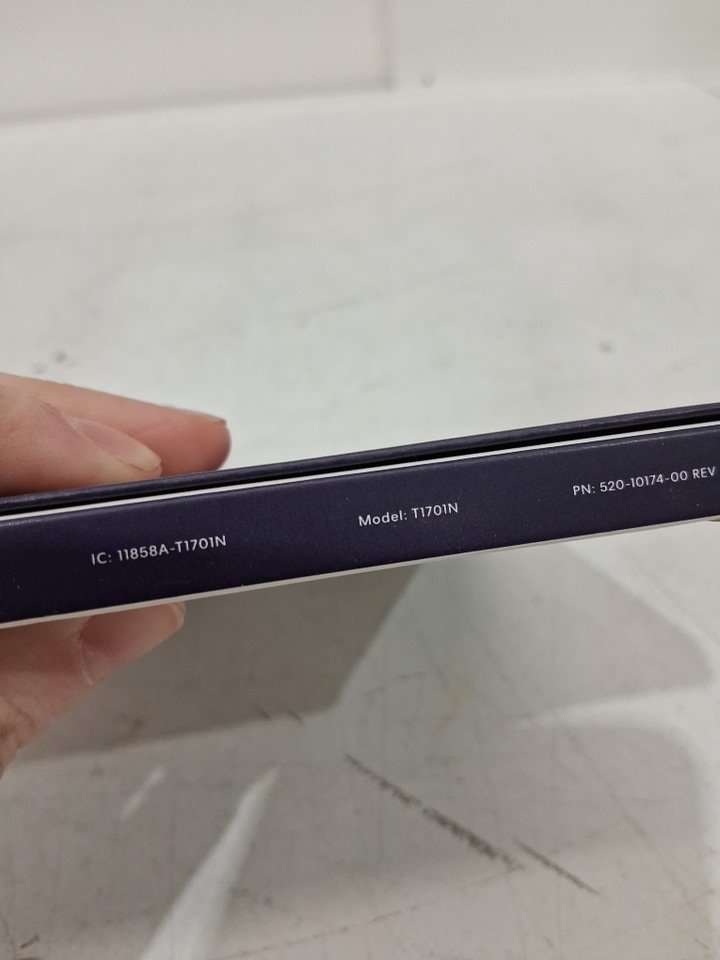 IC: 11858A-T1701N
Model: T1701N
PN: 520-10174-00 REV